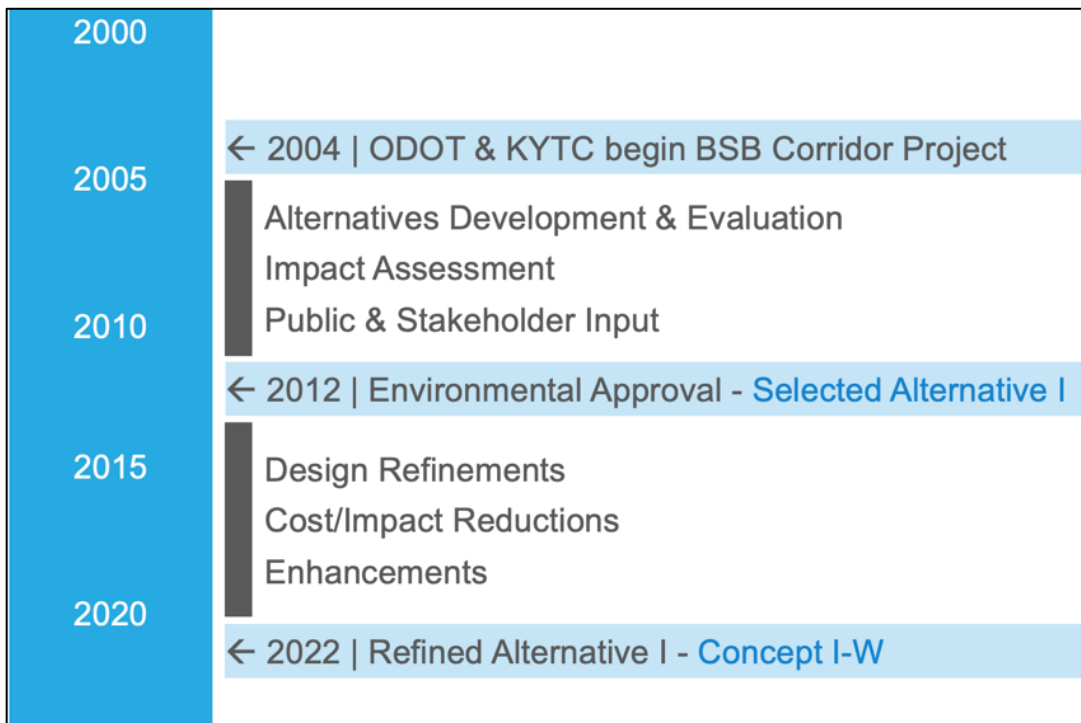 2000
← 2004 | ODOT & KYTC begin BSB Corridor Project
2005
Alternatives Development & Evaluation
Impact Assessment
Public & Stakeholder Input
2010
← 2012 | Environmental Approval - Selected Alternative I
2015
Design Refinements
Cost/Impact Reductions
Enhancements
2020
← 2022 | Refined Alternative I - Concept I-W